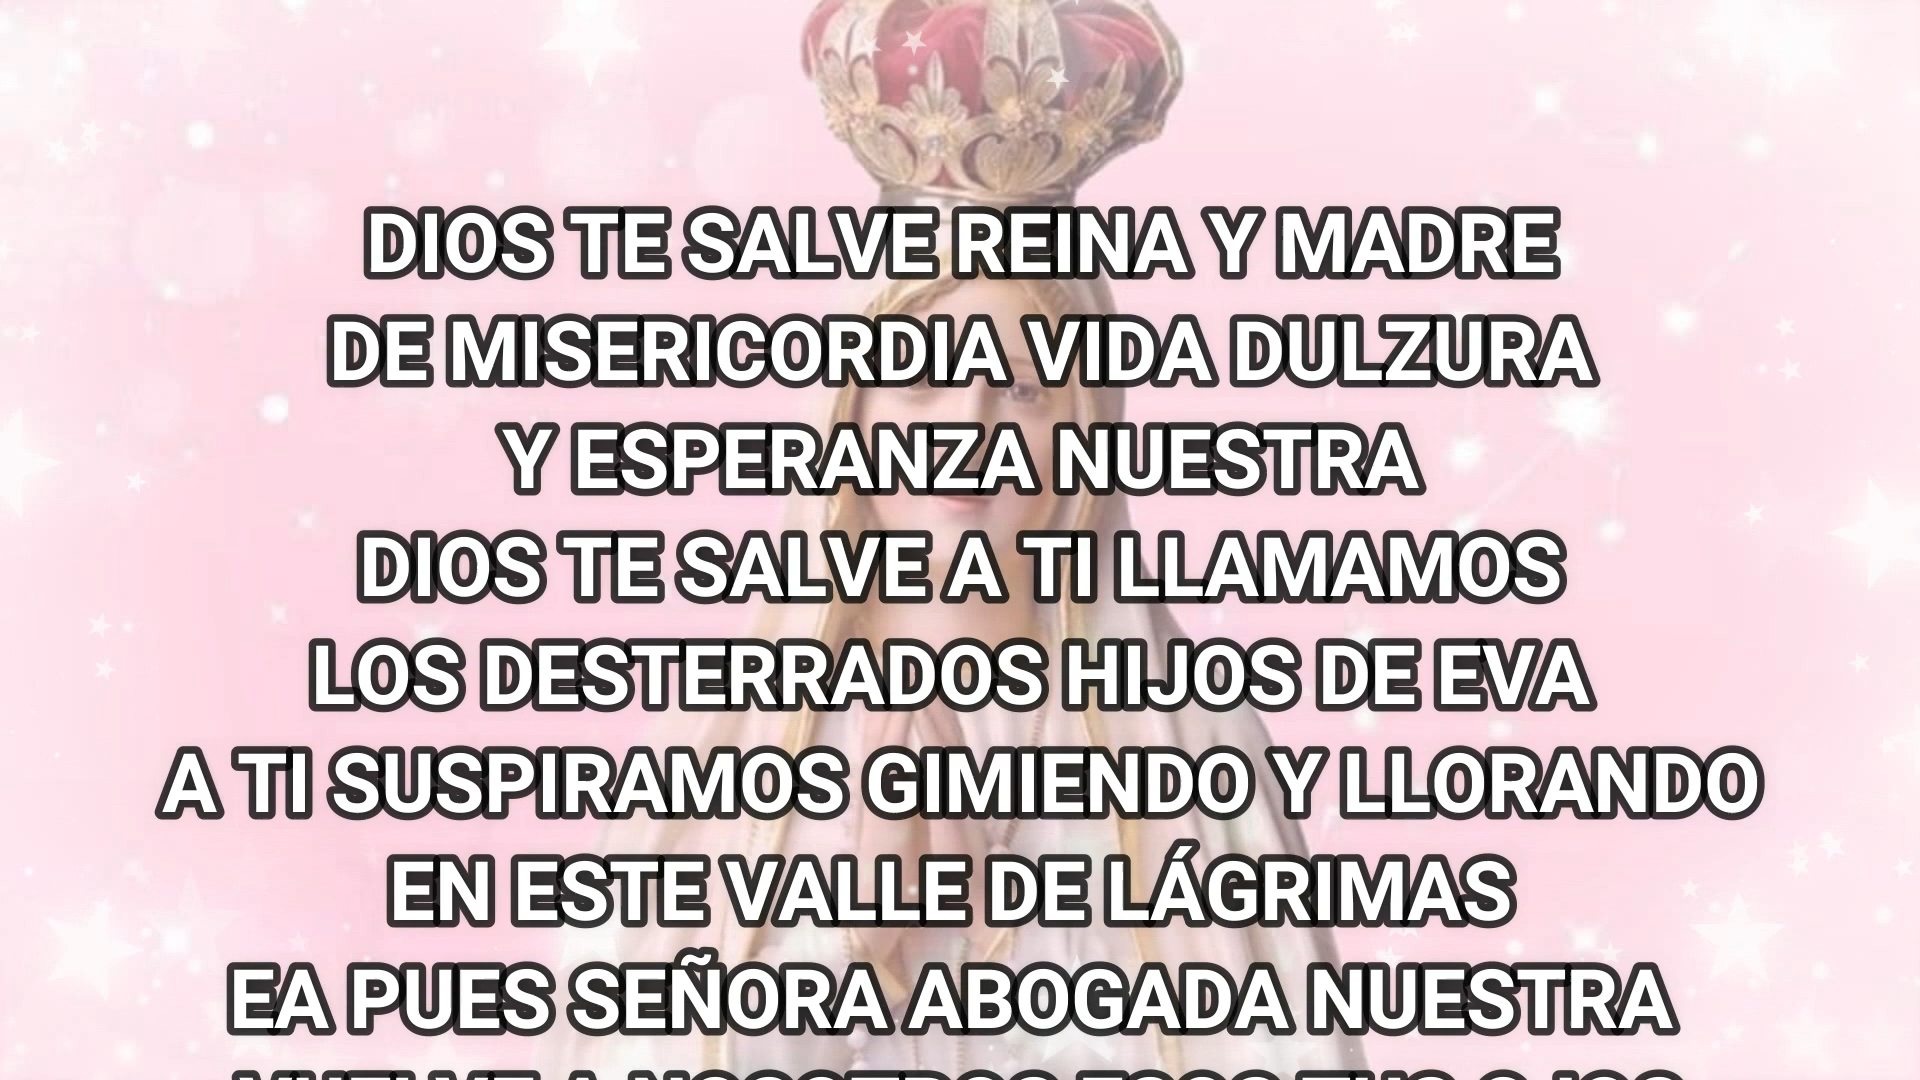 DIOS TE SALVE REINA Y MADRE
DE MISERICORDIA VIDA DULZURA
Y ESPERANZA NUESTRA
DIOS TE SALVE A TI LLAMAMOS
LOS DESTERRADOS HIJOS DE EVA
A TI SUSPIRAMOS GIMIENDO Y LLORANDO
EN ESTE VALLE DE LÁGRIMAS
EA PUES SEÑORA ABOGADA NUESTRA